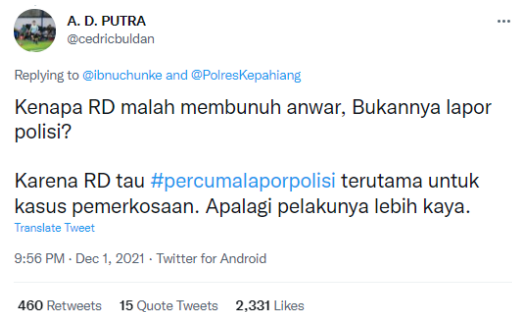 A. D. PUTRA
@cedricbuldan
Replying to @ibnuchunke and @PolresKepahiang
Kenapa RD malah membunuh anwar, Bukannya lapor
polisi?
Karena RD tau #percumalaporpolisi terutama untuk
kasus pemerkosaan. Apalagi pelakunya lebih kaya.
Translate Tweet
9:56 PM · Dec 1, 2021 · Twitter for Android
460 Retweets 15 Quote Tweets 2,331 Likes